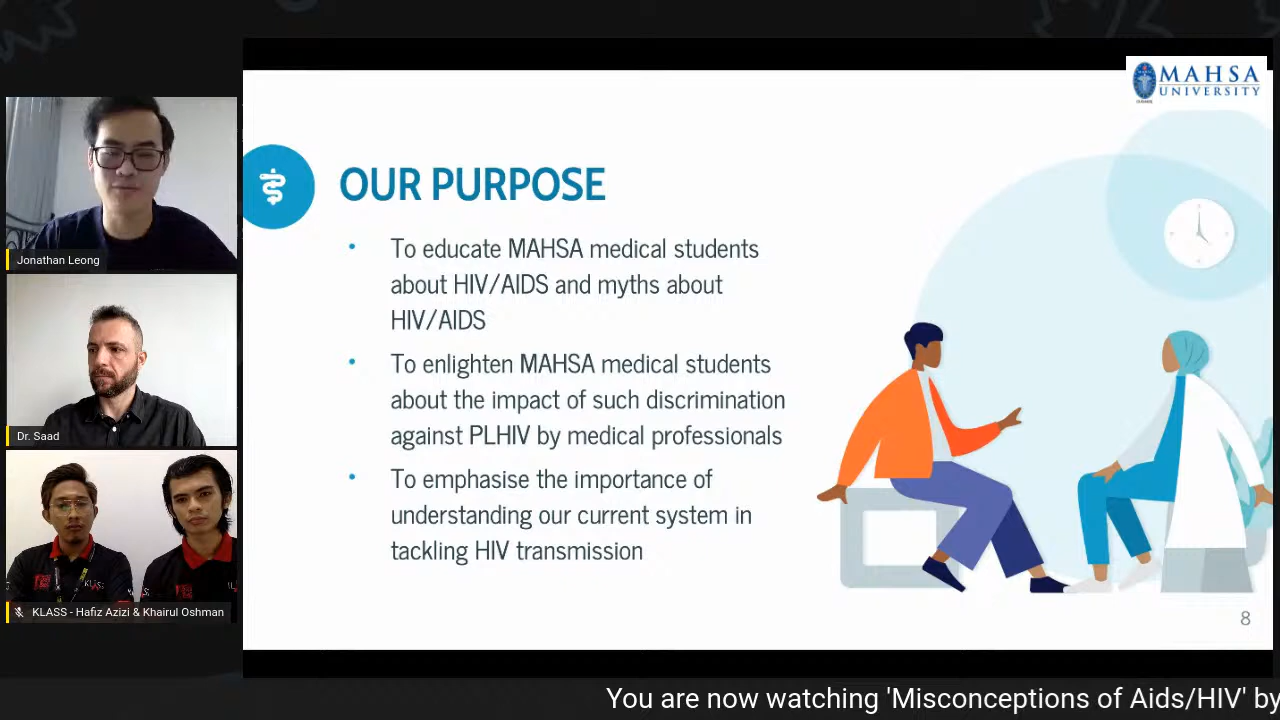 MAHSA
UNIVERSITY
OUR PURPOSE
• To educate MAHSA medical students
about HIV/AIDS and myths about
HIV/AIDS
• To enlighten MAHSA medical students
about the impact of such discrimination
against PLHIV by medical professionals
• To emphasise the importance of
understanding our current system in
tackling HIV transmission
8
Jonathan Leong
Dr. Saad
KLASS - Hafiz Azizi & Khairul Oshman
You are now watching 'Misconceptions of Aids/HIV' by